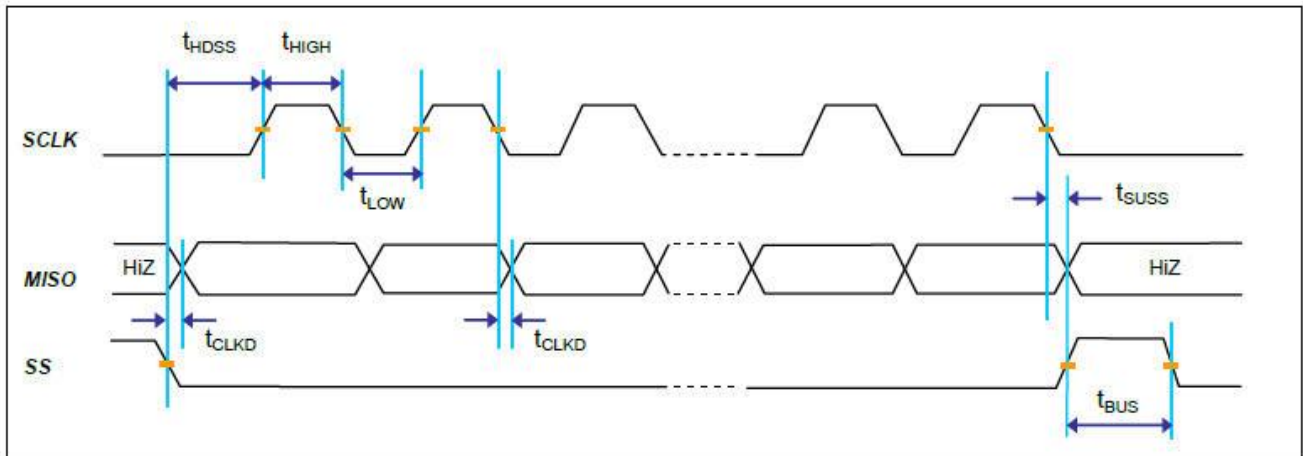 tHDSS tHIGH
SCLK
tLOW
tSUSS
HiZ HiZ
MISO
tCLKD tCLKD
SS
tBUS